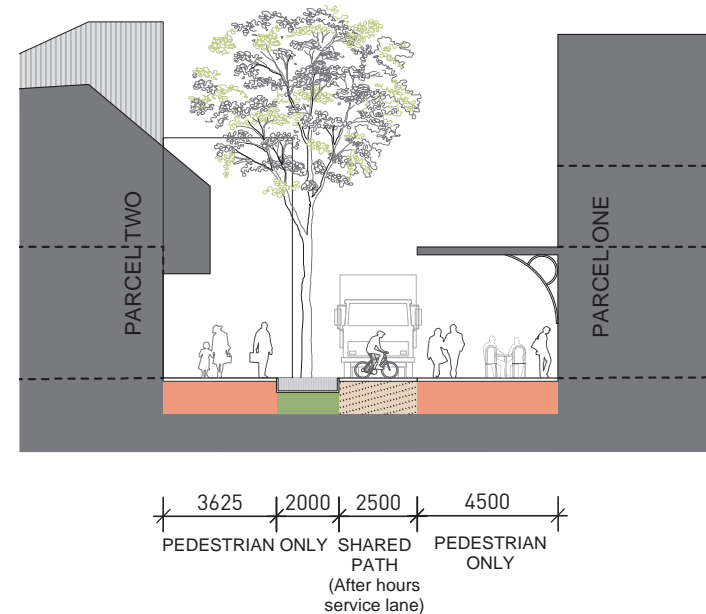 PARCEL TWO
PARCEL ONE
3625 2000 2500 4500
PEDESTRIAN ONLY
SHARED
PATH
(After hours
service lane)
PEDESTRIAN
ONLY